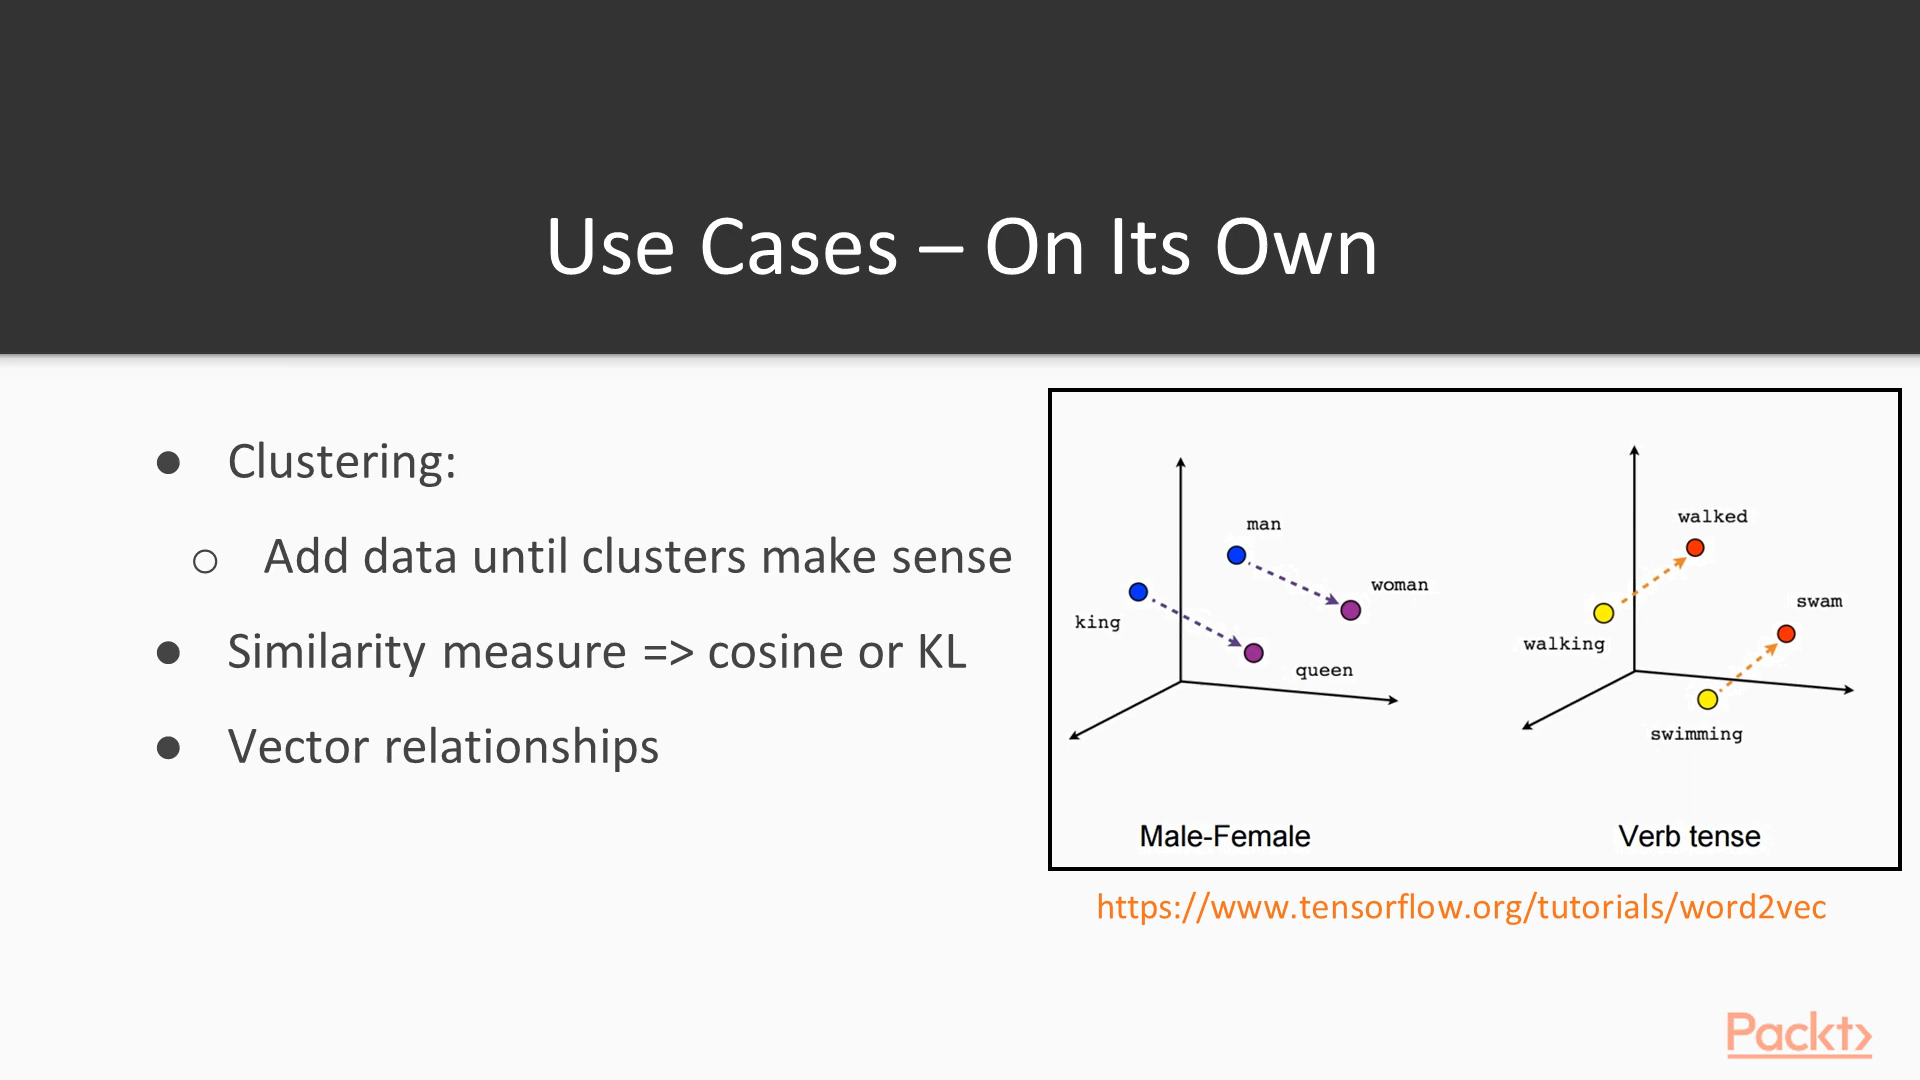 Use Cases – On Its Own
● Clustering:
○ Add data until clusters make sense
● Similarity measure => cosine or KL
● Vector relationships
man
woman
king
queen
Male-Female
walked
swam
walking
swimming
Verb tense
https://www.tensorflow.org/tutorials/word2vec
Packt>